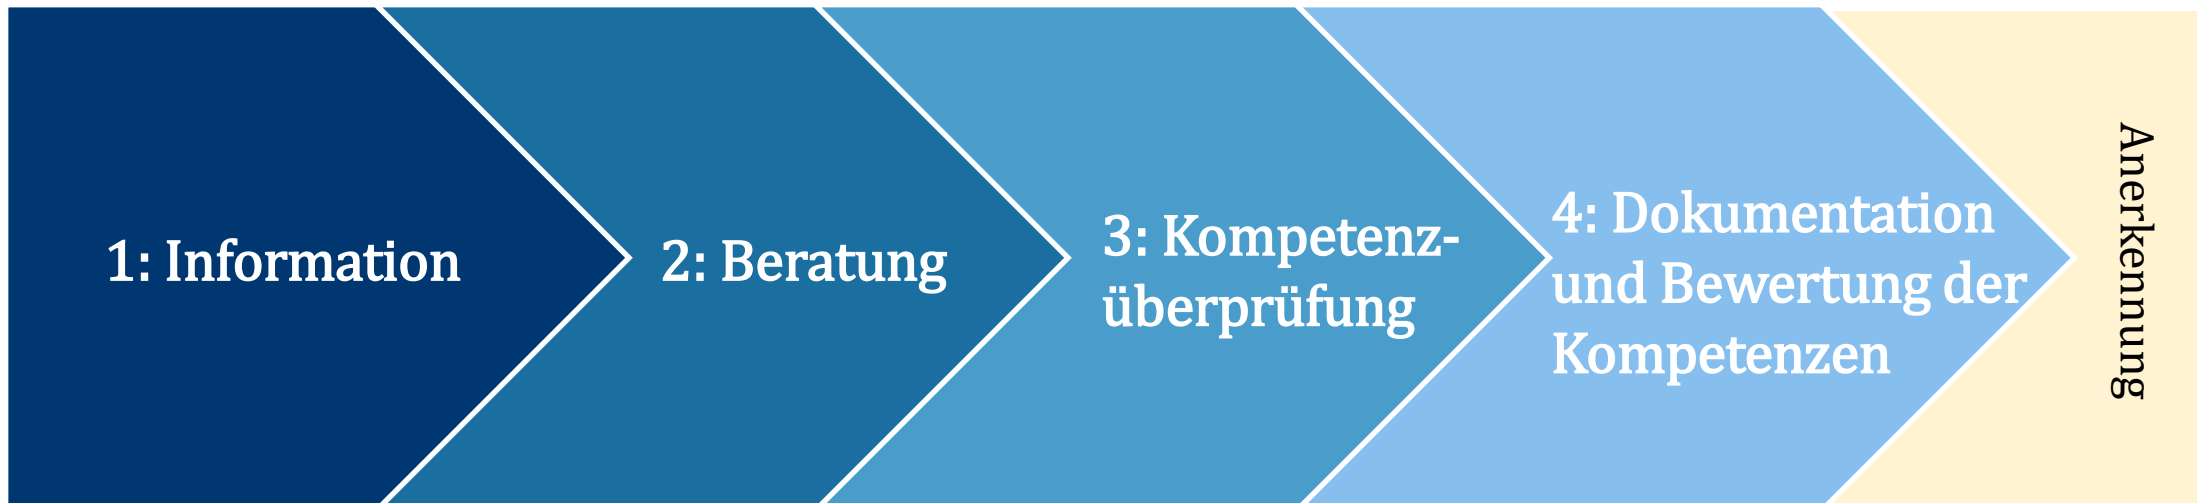 1: Information
2: Beratung
3: Kompetenz-
überprüfung
4: Dokumentation
und Bewertung der
Kompetenzen
Anerkennung